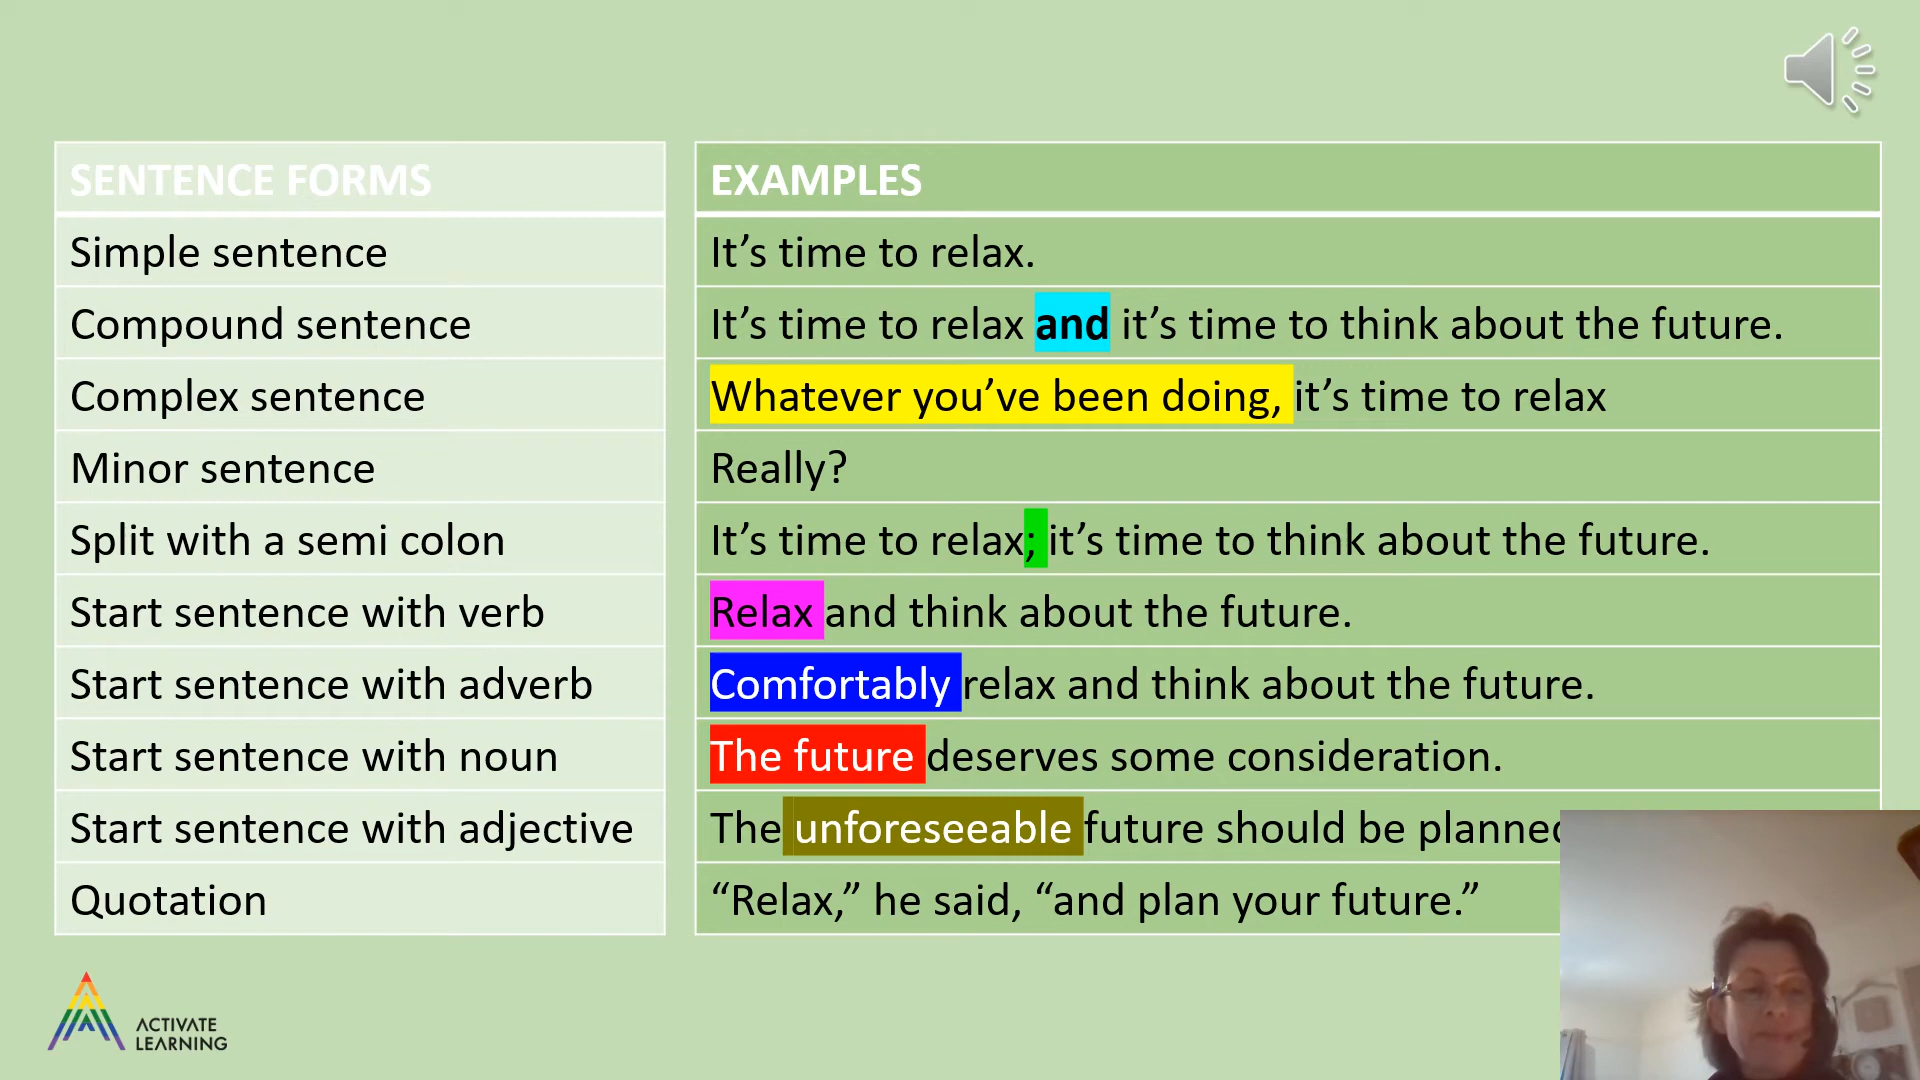 SENTENCE FORMS
EXAMPLES
Simple sentence
It’s time to relax.
Compound sentence
It’s time to relax and it’s time to think about the future.
Complex sentence
Whatever you’ve been doing, it’s time to relax
Minor sentence
Really?
Split with a semi colon
It’s time to relax; it’s time to think about the future.
Start sentence with verb
Relax and think about the future.
Start sentence with adverb
Comfortably relax and think about the future.
Start sentence with noun
The future deserves some consideration.
Start sentence with adjective
The unforeseeable future should be planned
Quotation
“Relax,” he said, “and plan your future.”
ACTIVATE
LEARNING